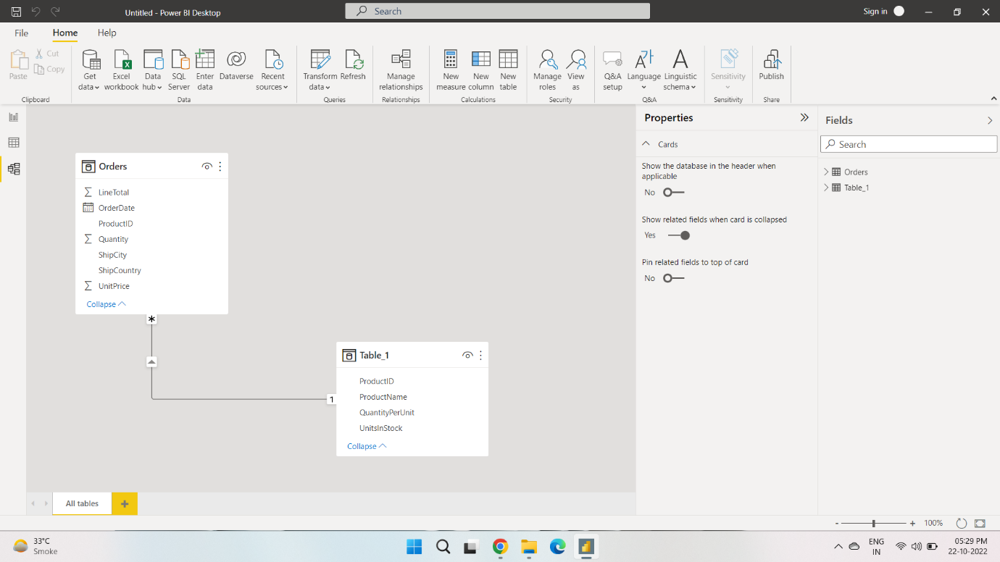 Untitled - Power BI Desktop
Search
Sign in
File Home Help
Paste
Cut
Copy
Clipboard
Get data
Excel workbook
Data hub
SQL Server
Enter data
Dataverse
Recent sources
Data
Transform data
Refresh
Queries
Manage relationships
Relationships
New measure
New column
New table
Calculations
Manage roles
View as
Security
Q&A setup
Language
Linguistic schema
Q&A
Sensitivity
Sensitivity
Publish
Share
Orders
LineTotal
OrderDate
ProductID
Quantity
ShipCity
ShipCountry
UnitPrice
Collapse
*
1
Table_1
ProductID
ProductName
QuantityPerUnit
UnitsInStock
Collapse
Properties
Cards
Show the database in the header when
applicable
No
Show related fields when card is collapsed
Yes
Pin related fields to top of card
No
Fields
Search
Orders
Table_1
All tables
+
- + 100%
33°C
Smoke
ENG
IN
05:29 PM
22-10-2022